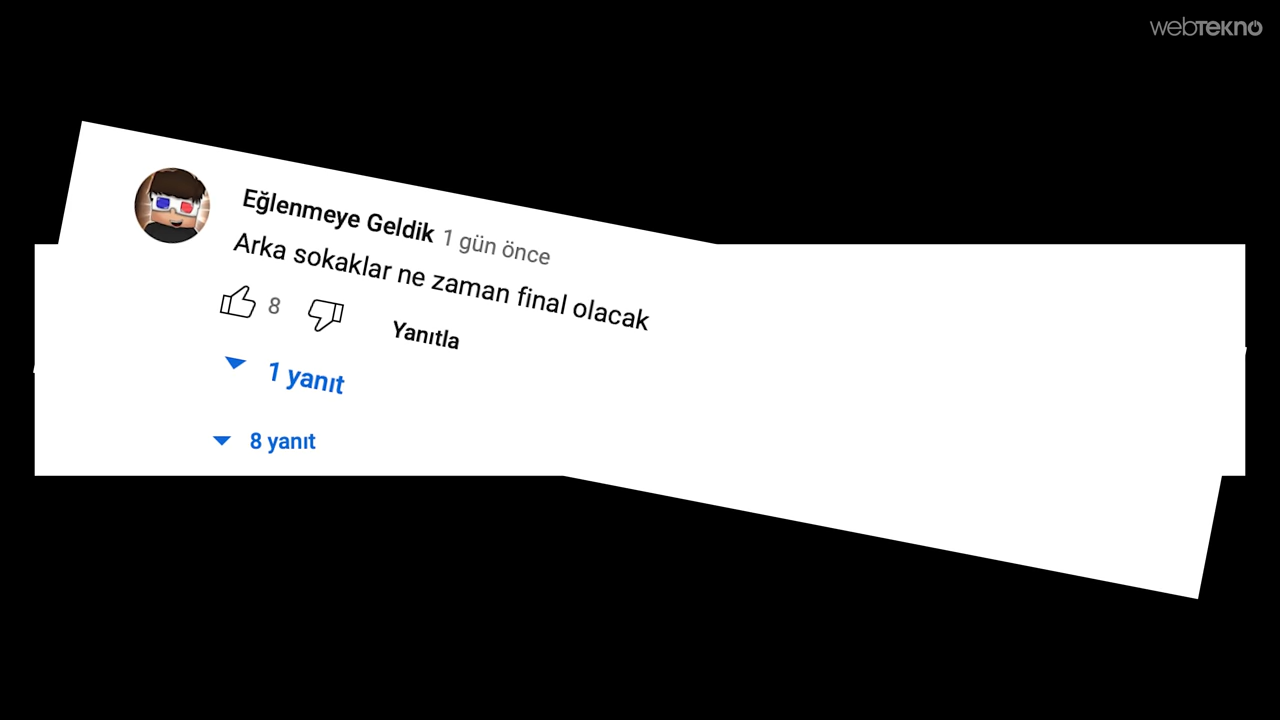 webTEKNO
Eğlenmeye Geldik 1 gün önce
Arka sokaklar ne zaman final olacak
8
Yanıtla
1 yanıt
8 yanıt